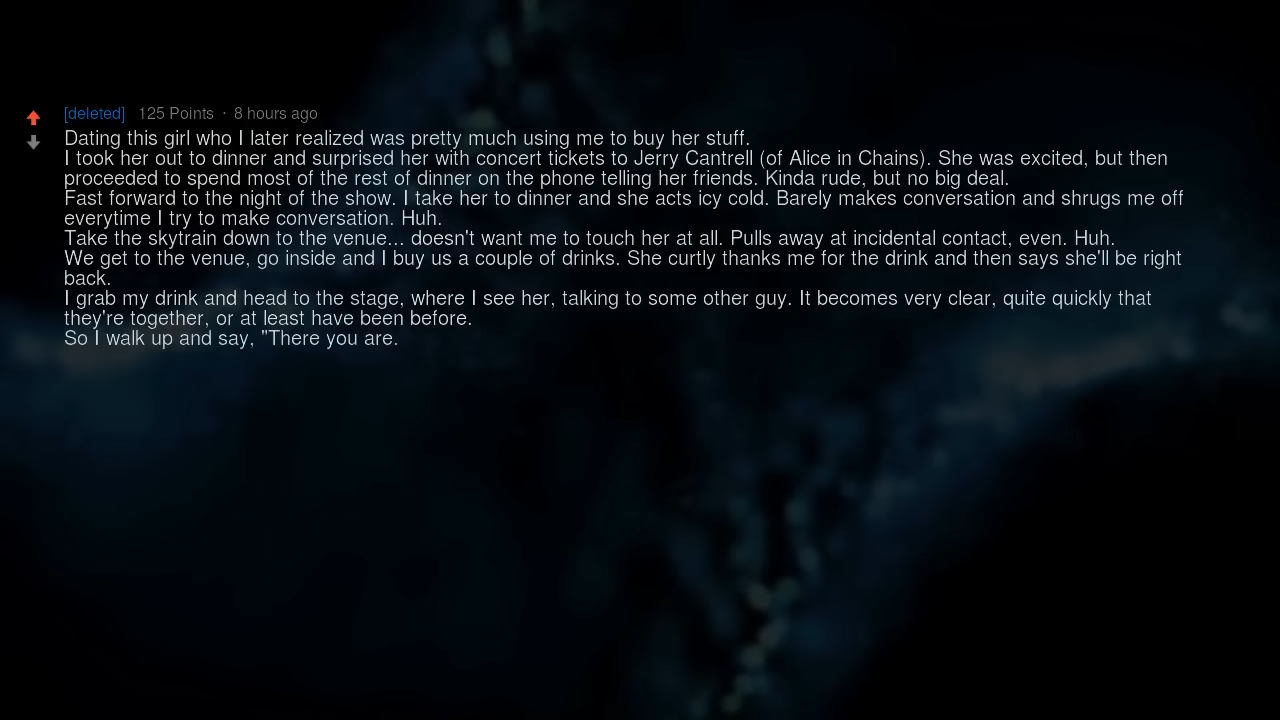 [deleted] 125 Points · 8 hours ago
Dating this girl who I later realized was pretty much using me to buy her stuff.
I took her out to dinner and surprised her with concert tickets to Jerry Cantrell (of Alice in Chains). She was excited, but then
proceeded to spend most of the rest of dinner on the phone telling her friends. Kinda rude, but no big deal.
Fast forward to the night of the show. I take her to dinner and she acts icy cold. Barely makes conversation and shrugs me off
everytime I try to make conversation. Huh.
Take the skytrain down to the venue... doesn't want me to touch her at all. Pulls away at incidental contact, even. Huh.
We get to the venue, go inside and I buy us a couple of drinks. She curtly thanks me for the drink and then says she'll be right
back.
I grab my drink and head to the stage, where I see her, talking to some other guy. It becomes very clear, quite quickly that
they're together, or at least have been before.
So I walk up and say, "There you are.